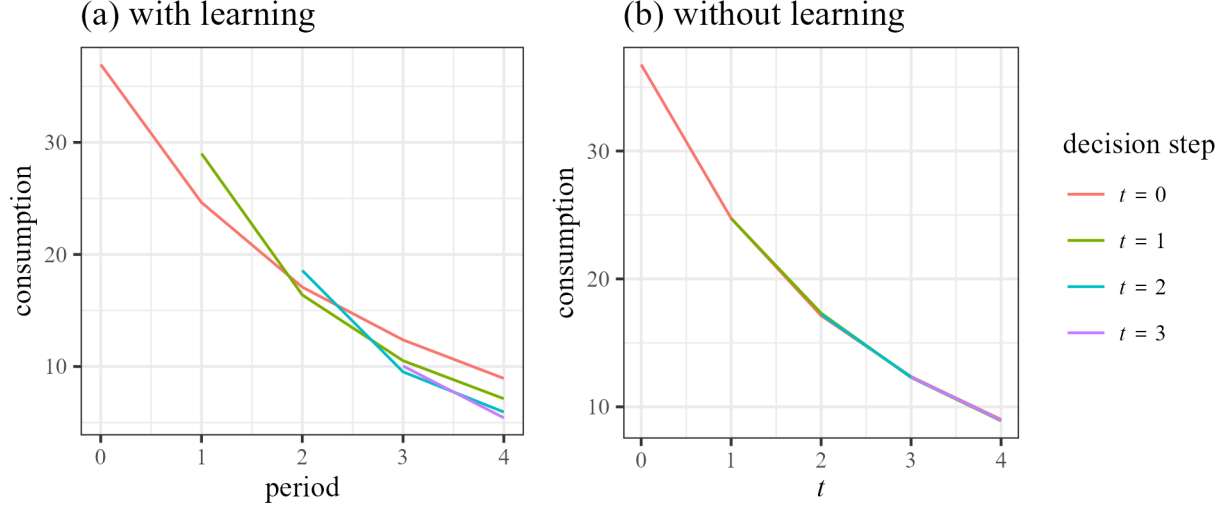 (a) with learning
consumption
30
20
10
0 1 2 3 4
period
(b) without learning
consumption
30
20
10
0 1 2 3 4
t
decision step
t = 0
t = 1
t = 2
t = 3